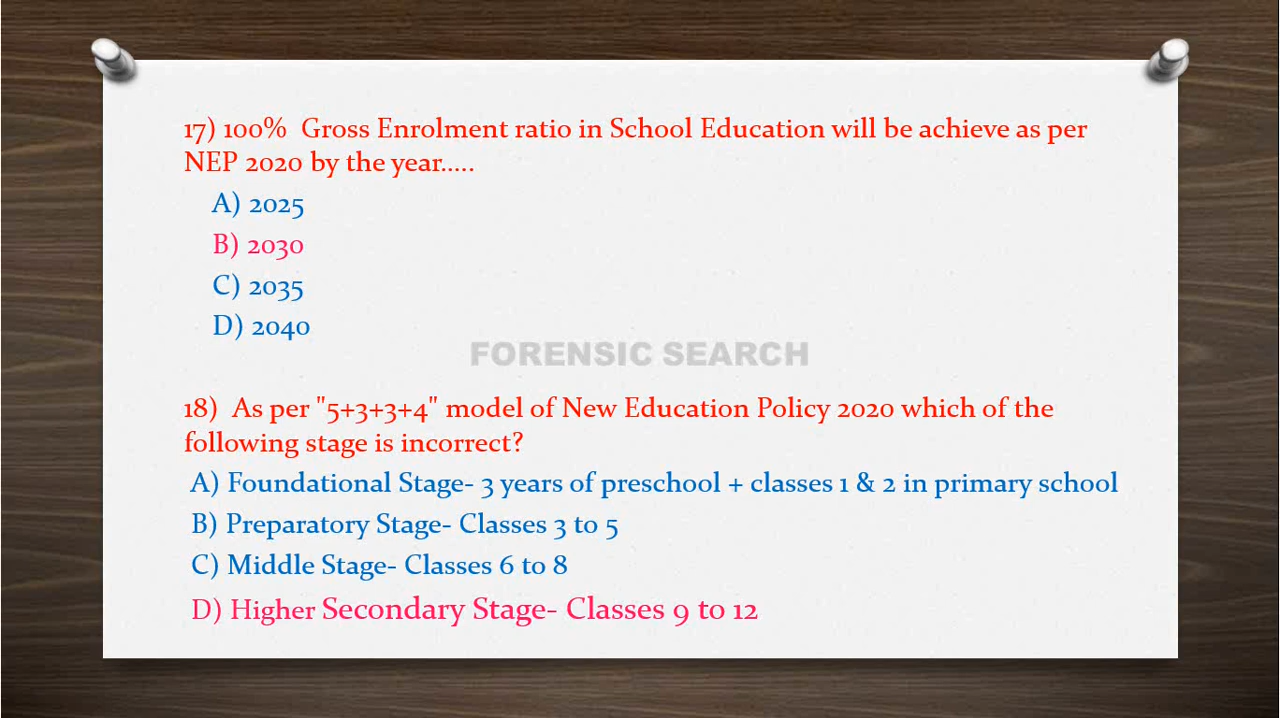 17) 100%  Gross Enrolment ratio in School Education will be achieve as per
NEP 2020 by the year.....
A) 2025
B) 2030
C) 2035
D) 2040
FORENSIC SEARCH
18)  As per "5+3+3+4" model of New Education Policy 2020 which of the
following stage is incorrect?
A) Foundational Stage- 3 years of preschool + classes 1 & 2 in primary school
B) Preparatory Stage- Classes 3 to 5
C) Middle Stage- Classes 6 to 8
D) Higher Secondary Stage- Classes 9 to 12